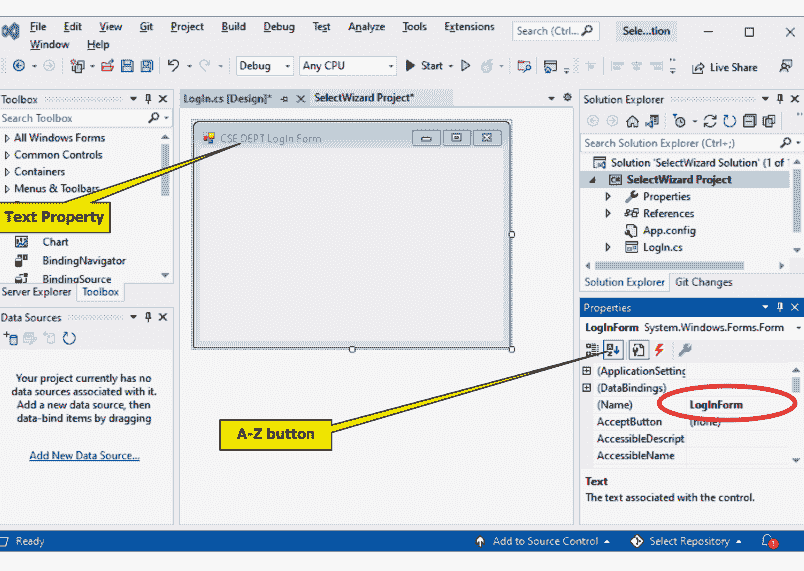 File Edit View Git Project Build Debug Test Analyze Tools Extensions Search (Ctrl... Sele...tion
Window Help
Debug Any CPU Start Live Share
Toolbox
Search Toolbox
All Windows Forms
Common Controls
Containers
Menus & Toolbars
Text Property
Chart
BindingNavigator
BindingSource
Server Explorer Toolbox
Data Sources
Your project currently has no
data sources associated with it.
Add a new data source, then
data-bind items by dragging
Add New Data Source...
LogIn.cs [Design]* SelectWizard Project*
CSE DEPT LogIn Form
A-Z button
Solution Explorer
Search Solution Explorer (Ctrl+;)
Solution 'SelectWizard Solution' (1 of
SelectWizard Project
Properties
References
App.config
LogIn.cs
Solution Explorer Git Changes
Properties
LogInForm System.Windows.Forms.Form
(ApplicationSetting
(DataBindings)
(Name) LogInForm
AcceptButton (none)
AccessibleDescript
AccessibleName
Text
The text associated with the control.
Ready Add to Source Control Select Repository 1